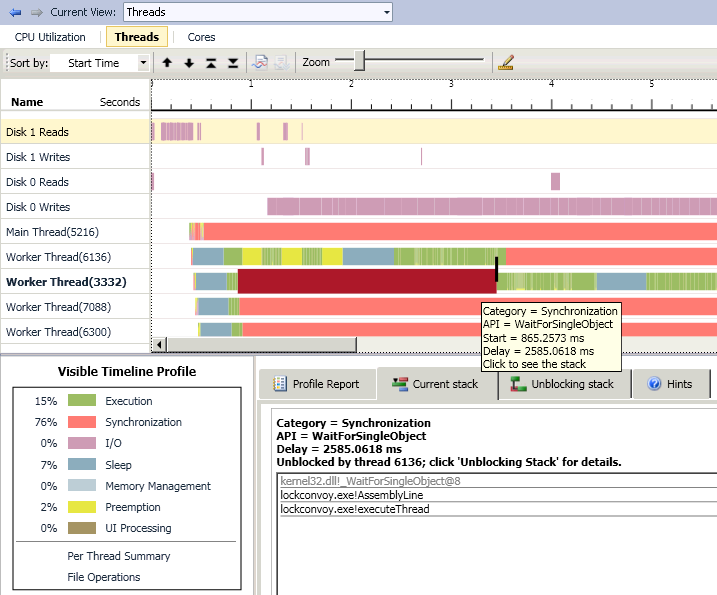 Current View: Threads
CPU Utilization Threads Cores
Sort by: Start Time Zoom
Name Seconds 1 2 3 4 5
Disk 1 Reads
Disk 1 Writes
Disk 0 Reads
Disk 0 Writes
Main Thread(5216)
Worker Thread(6136)
Worker Thread(3332)
Worker Thread(7088)
Worker Thread(6300)
Category = Synchronization
API = WaitForSingleObject
Start = 865.2573 ms
Delay = 2585.0618 ms
Click to see the stack
Visible Timeline Profile
15% Execution
76% Synchronization
0% I/O
7% Sleep
0% Memory Management
2% Preemption
0% UI Processing
Per Thread Summary
File Operations
Profile Report Current stack Unblocking stack Hints
Category = Synchronization
API = WaitForSingleObject
Delay = 2585.0618 ms
Unblocked by thread 6136; click 'Unblocking Stack' for details.
kernel32.dll!_WaitForSingleObject@8
lockconvoy.exe!AssemblyLine
lockconvoy.exe!executeThread